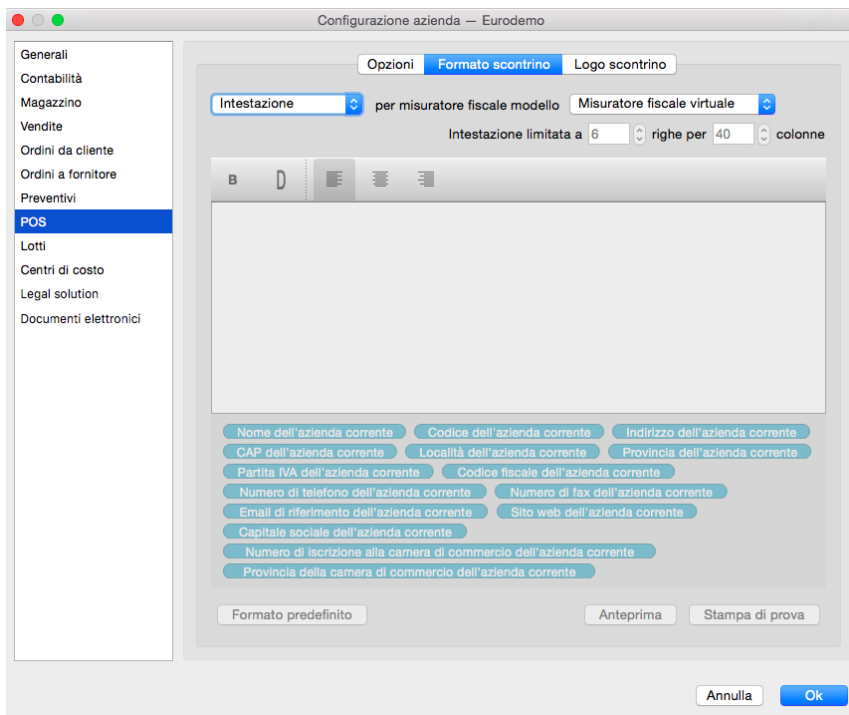 Configurazione azienda — Eurodemo
Generali
Contabilità
Magazzino
Vendite
Ordini da cliente
Ordini a fornitore
Preventivi
POS
Lotti
Centri di costo
Legal solution
Documenti elettronici
Opzioni Formato scontrino Logo scontrino
Intestazione per misuratore fiscale modello Misuratore fiscale virtuale
Intestazione limitata a 6 righe per 40 colonne
B D
Nome dell'azienda corrente Codice dell'azienda corrente Indirizzo dell'azienda corrente
CAP dell'azienda corrente Località dell'azienda corrente Provincia dell'azienda corrente
Partita IVA dell'azienda corrente Codice fiscale dell'azienda corrente
Numero di telefono dell'azienda corrente Numero di fax dell'azienda corrente
Email di riferimento dell'azienda corrente Sito web dell'azienda corrente
Capitale sociale dell'azienda corrente
Numero di iscrizione alla camera di commercio dell'azienda corrente
Provincia della camera di commercio dell'azienda corrente
Formato predefinito Anteprima Stampa di prova
Annulla Ok